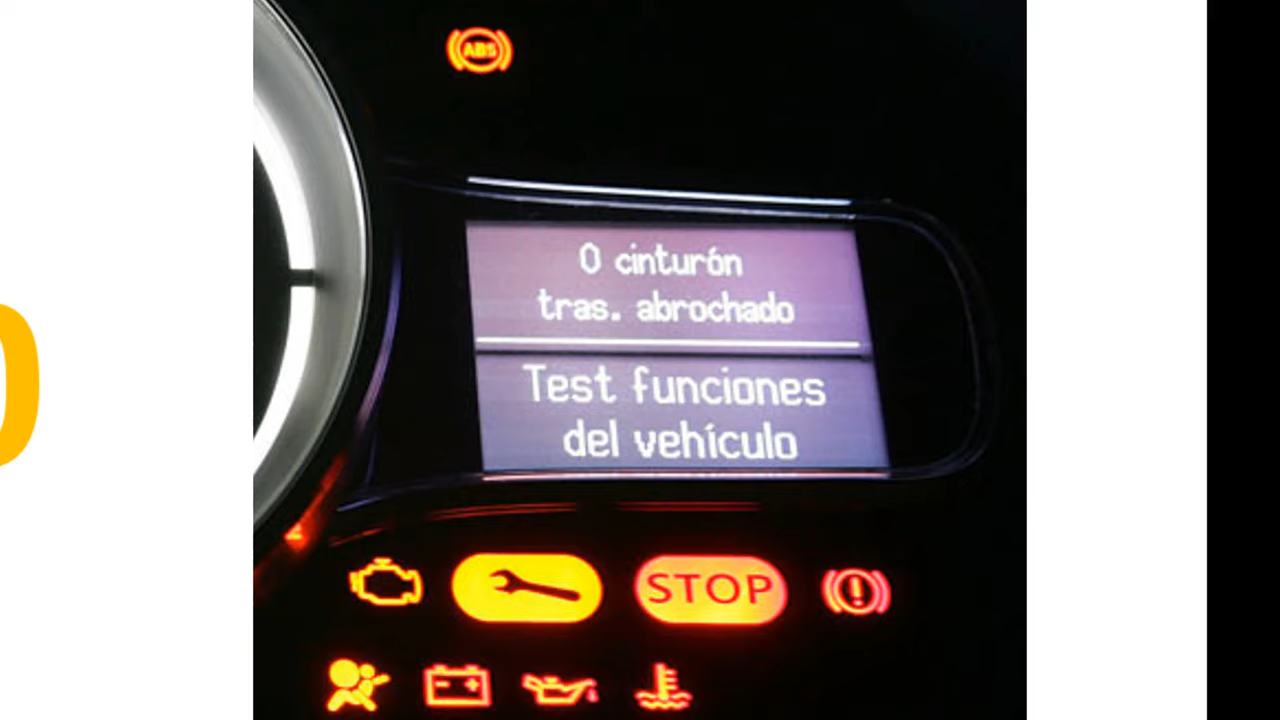 ABS
0 cinturón
tras. abrochado
Test funciones
del vehículo
STOP